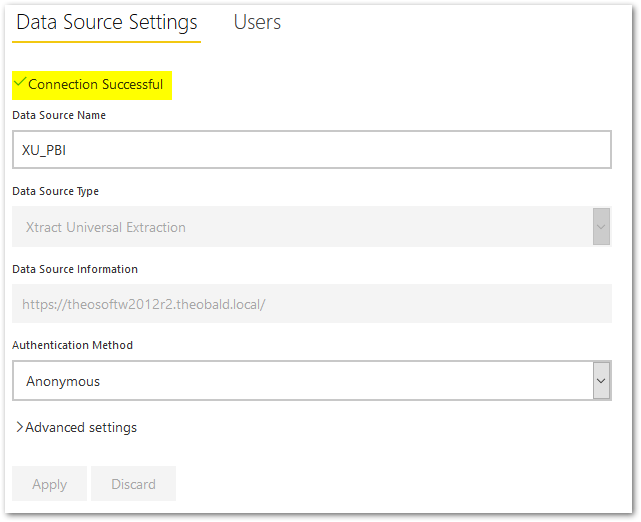 Data Source Settings Users
Connection Successful
Data Source Name
XU_PBI
Data Source Type
Xtract Universal Extraction
Data Source Information
https://theosoftw2012r2.theobald.local/
Authentication Method
Anonymous
Advanced settings
Apply Discard